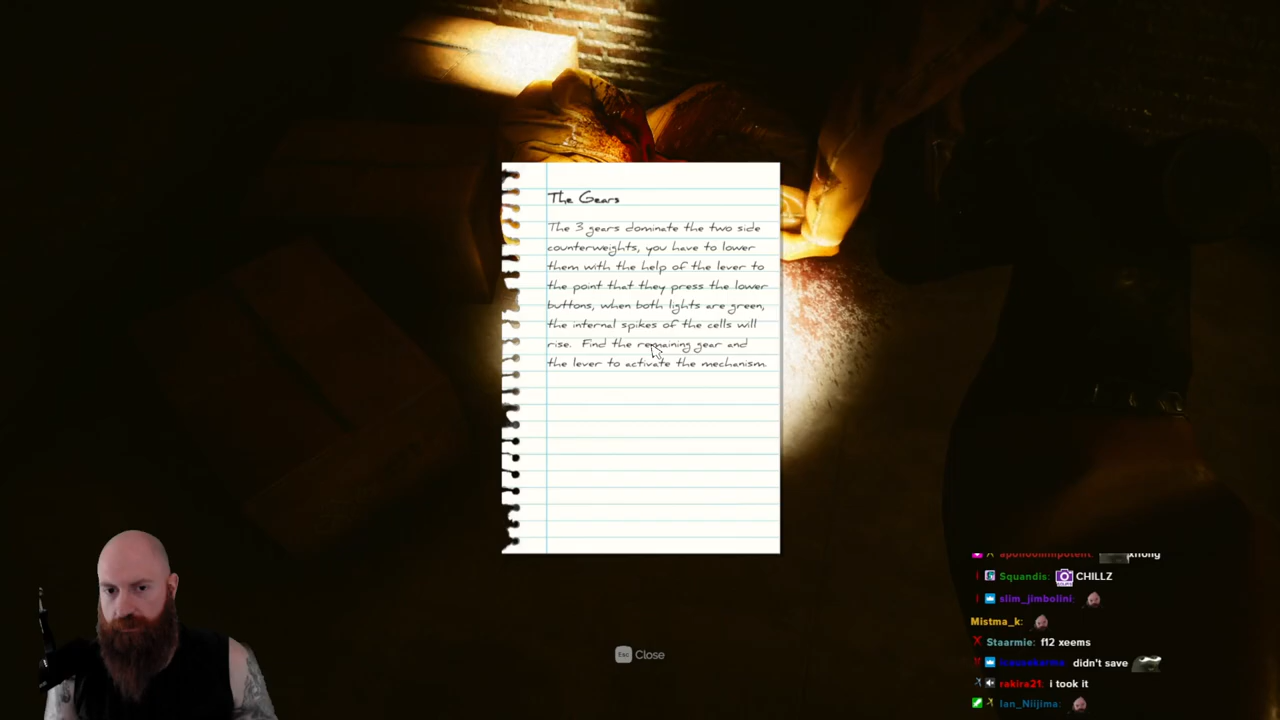 The Gears
The 3 gears dominate the two side
counterweights, you have to lower
them with the help of the lever to
the point that they press the lower
buttons, when both lights are green,
the internal spikes of the cells will
rise. Find the remaining gear and
the lever to activate the mechanism.
Esc Close
Squandis: CHILLZ
slim_jimbolini:
Mistma_k:
Staarmie: f12 xeems
didn't save
rakira21: i took it
Ian_Niijima: